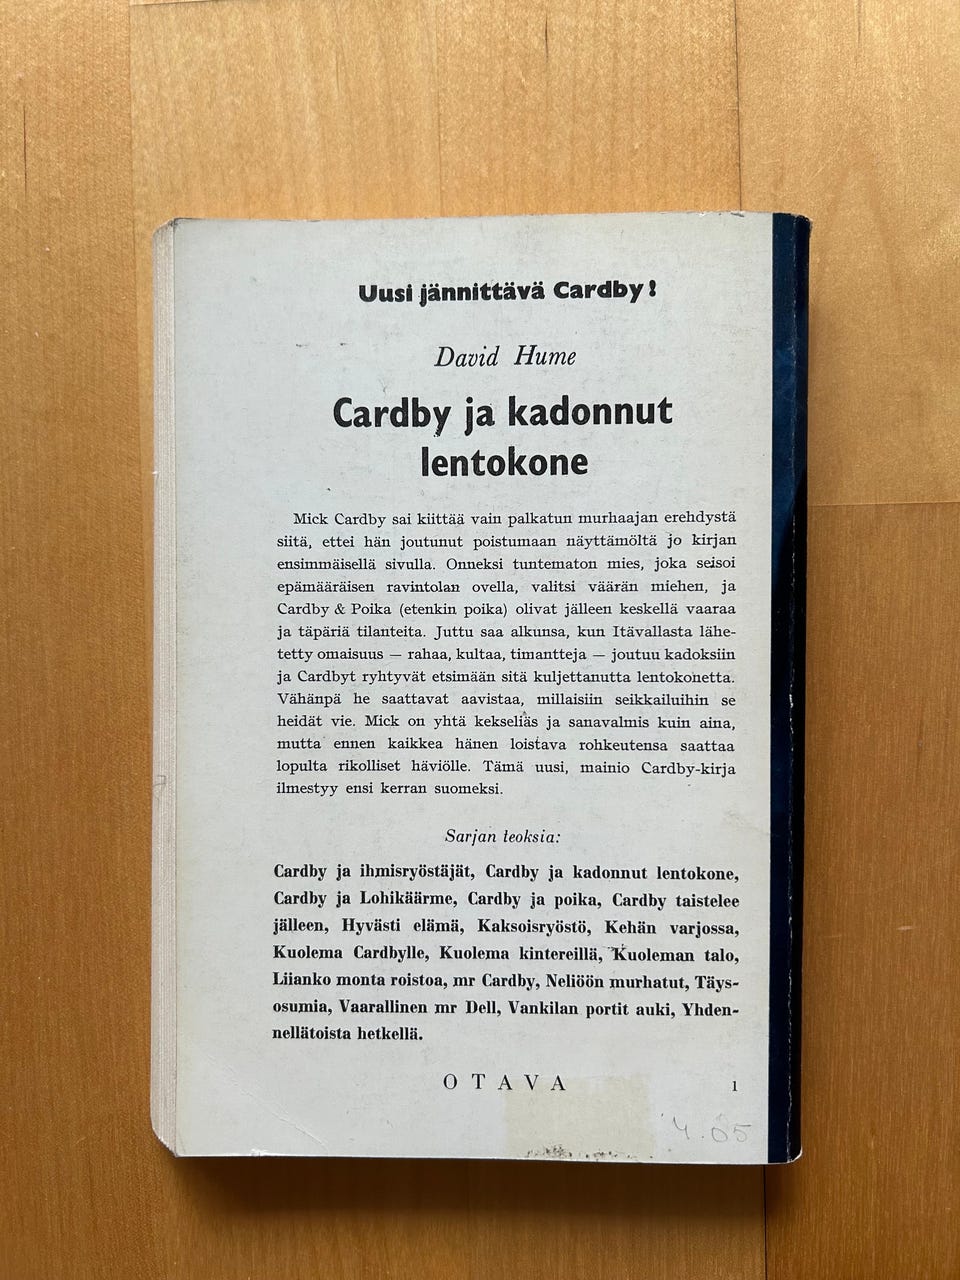 Uusi jännittävä Cardby!
David Hume
Cardby ja kadonnut
lentokone
Mick Cardby sai kiittää vain palkatun murhaajan erehdystä
siitä, ettei hän joutunut poistumaan näyttämöltä jo kirjan
ensimmäisellä sivulla. Onneksi tuntematon mies, joka seisoi
epämääräisen ravintolan ovella, valitsi väärän miehen, ja
Cardby & Poika (etenkin poika) olivat jälleen keskellä vaaraa
ja täpäriä tilanteita. Juttu saa alkunsa, kun Itävallasta lähe-
tetty omaisuus — rahaa, kultaa, timantteja — joutuu kadoksiin
ja Cardbyt ryhtyvät etsimään sitä kuljettanutta lentokonetta.
Vähänpä he saattavat aavistaa, millaisiin seikkailuihin se
heidät vie. Mick on yhtä kekseliäs ja sanavalmis kuin aina,
mutta ennen kaikkea hänen loistava rohkeutensa saattaa
lopulta rikolliset häviölle. Tämä uusi, mainio Cardby-kirja
ilmestyy ensi kerran suomeksi.
Sarjan teoksia:
Cardby ja ihmisryöstäjät, Cardby ja kadonnut lentokone,
Cardby ja Lohikäärme, Cardby ja poika, Cardby taistelee
jälleen, Hyvästi elämä, Kaksoisryöstö, Kehän varjossa,
Kuolema Cardbylle, Kuolema kintereillä, Kuoleman talo,
Liianko monta roistoa, mr Cardby, Neliöön murhatut, Täys-
osumia, Vaarallinen mr Dell, Vankilan portit auki, Yhden-
nellätoista hetkellä.
OTAVA 1
4.05